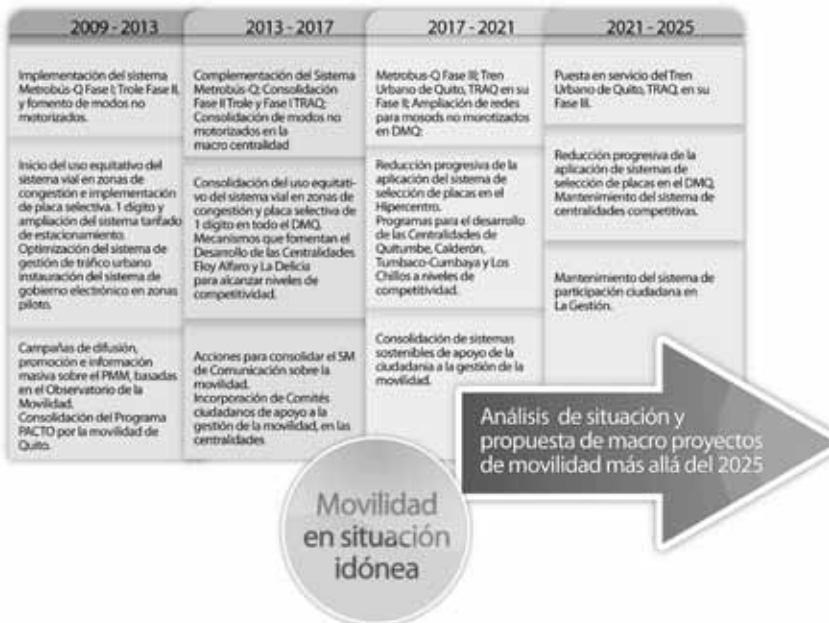 2009 - 2013
Implementación del sistema
Metrobús-Q Fase I; Trole Fase II,
y fomento de modos no
motorizados.
Inicio del uso equitativo del
sistema vial en zonas de
congestión e implementación
de placa selectiva. 1 dígito y
ampliación del sistema tarifado
de estacionamiento.
Optimización del sistema de
gestión de tráfico urbano
instauración del sistema de
gobierno electrónico en zonas
piloto.
Campañas de difusión,
promoción e información
masiva sobre el PMM, basadas
en el Observatorio de la
Movilidad.
Consolidación del Programa
PACTO por la movilidad de
Quito.
2013 - 2017
Complementación del Sistema
Metrobús-Q; Consolidación
Fase II Trole y Fase I TRAQ;
Consolidación de modos no
motorizados en la
macro centralidad
Consolidación del uso equitati-
vo del sistema vial en zonas de
congestión y placa selectiva de
1 dígito en todo el DMQ.
Mecanismos que fomentan el
Desarrollo de las Centralidades
Eloy Alfaro y La Delicia
para alcanzar niveles de
competitividad.
Acciones para consolidar el SM
de Comunicación sobre la
movilidad.
Incorporación de Comités
ciudadanos de apoyo a la
gestión de la movilidad, en las
centralidades
2017 - 2021
Metrobus-Q Fase III; Tren
Urbano de Quito, TRAQ en su
Fase II; Ampliación de redes
para mosods no morotizados
en DMQ:
Reducción progresiva de la
aplicación del sistema de
selección de placas en el
Hipercentro.
Programas para el desarrollo
de las Centralidades de
Quitumbe, Calderón,
Tumbaco-Cumbaya y Los
Chillos a niveles de
competitividad.
Consolidación de sistemas
sostenibles de apoyo de la
ciudadania a la gestión de la
movilidad.
2021 - 2025
Puesta en servicio del Tren
Urbano de Quito, TRAQ, en su
Fase III.
Reducción progresiva de la
aplicación de sistemas de
selección de placas en el DMQ.
Mantenimiento del sistema de
centralidades competitivas.
Mantenimiento del sistema de
participación ciudadana en
La Gestión.
Análisis de situación y
propuesta de macro proyectos
de movilidad más allá del 2025
Movilidad
en situación
idónea